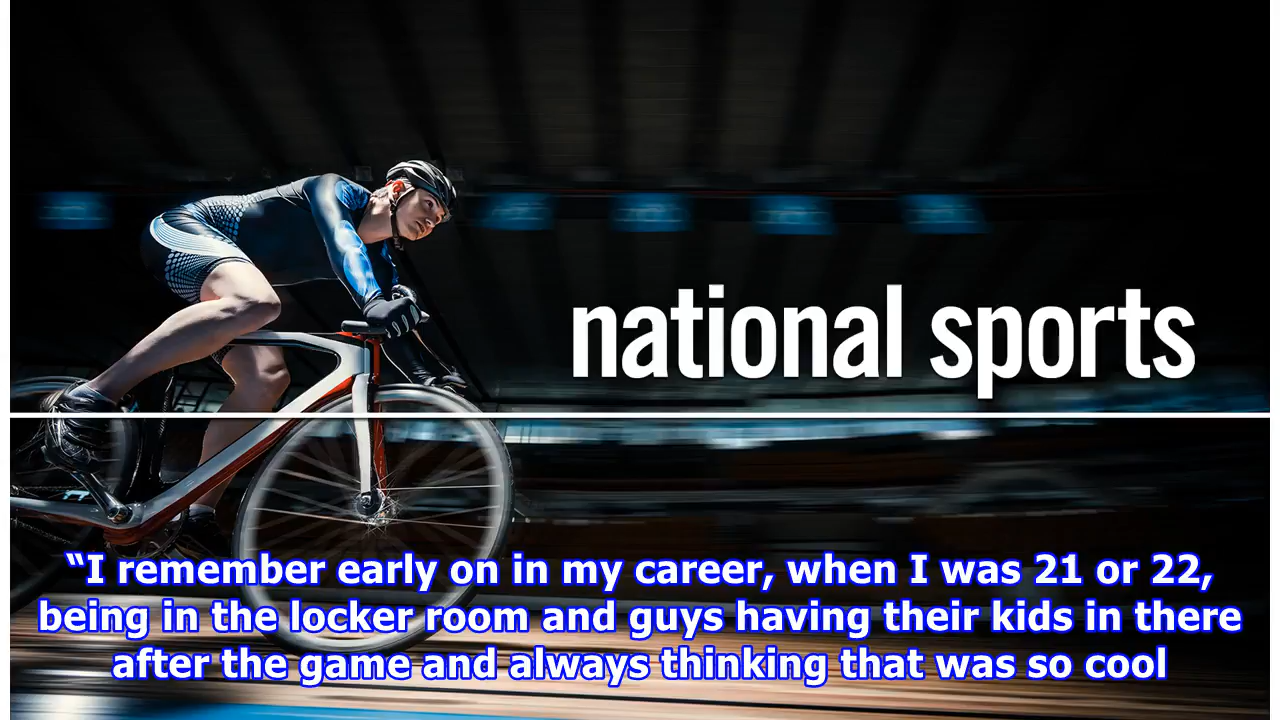 national sports
“I remember early on in my career, when I was 21 or 22,
being in the locker room and guys having their kids in there
after the game and always thinking that was so cool